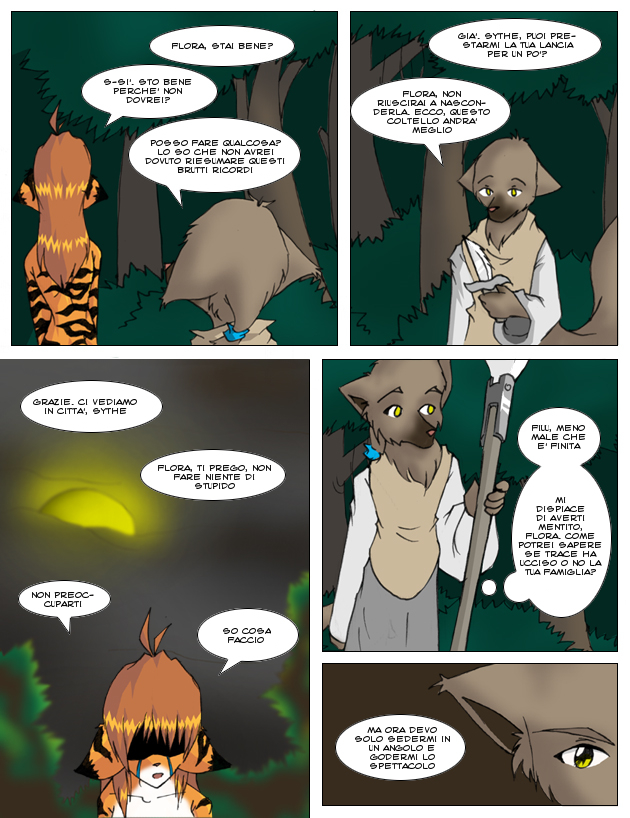 FLORA, STAI BENE?
S-SI'. STO BENE
PERCHE' NON
DOVREI?
POSSO FARE QUALCOSA?
LO SO CHE NON AVREI
DOVUTO RIESUMARE QUESTI
BRUTTI RICORDI
GIA'. SYTHE, PUOI PRE-
STARMI LA TUA LANCIA
PER UN PO'?
FLORA, NON
RIUSCIRAI A NASCON-
DERLA. ECCO, QUESTO
COLTELLO ANDRA'
MEGLIO
GRAZIE. CI VEDIAMO
IN CITTA', SYTHE
FLORA, TI PREGO, NON
FARE NIENTE DI
STUPIDO
NON PREOC-
CUPARTI
SO COSA
FACCIO
FIUU, MENO
MALE CHE
E' FINITA
MI
DISPIACE
DI AVERTI
MENTITO,
FLORA. COME
POTREI SAPERE
SE TRACE HA
UCCISO O NO LA
TUA FAMIGLIA?
MA ORA DEVO
SOLO SEDERMI IN
UN ANGOLO E
GODERMI LO
SPETTACOLO